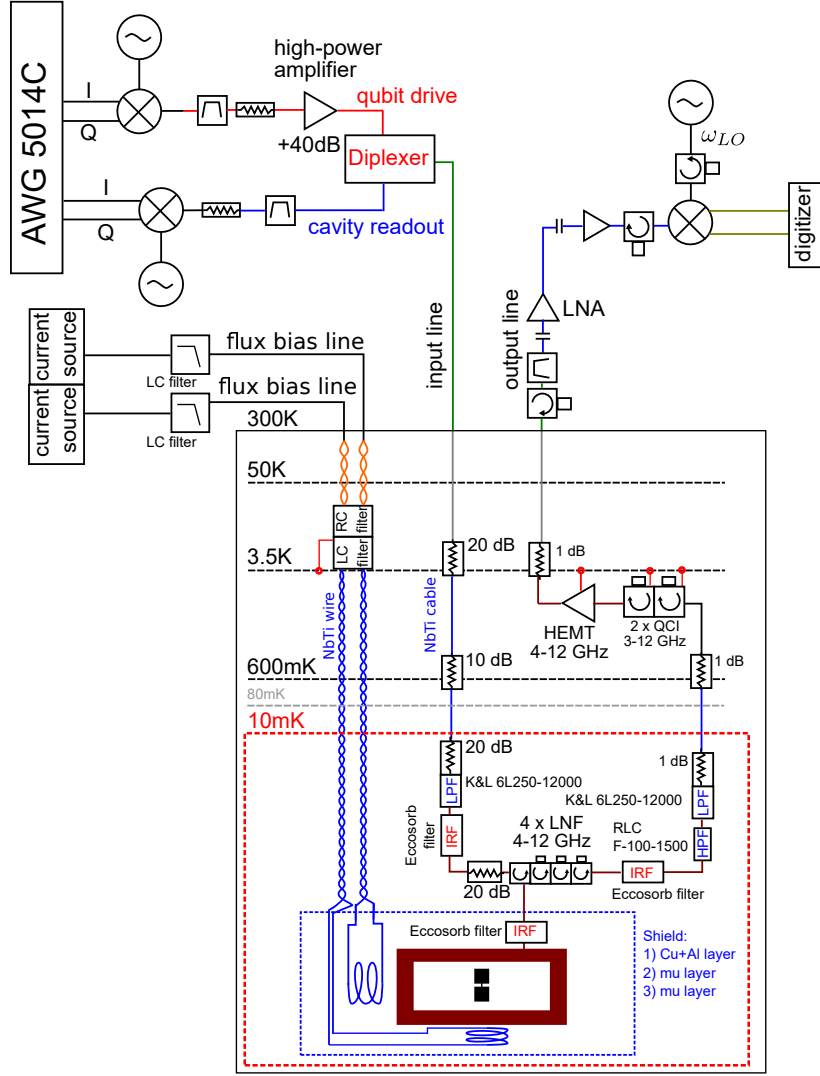 AWG 5014C
I
Q
high-power
amplifier
+40dB
qubit drive
Diplexer
I
Q
cavity readout
ω_LO
digitizer
LNA
input line
output line
current
source
current
source
LC filter
LC filter
flux bias line
flux bias line
300K
50K
3.5K
600mK
80mK
10mK
RC
filter
LC
filter
NbTi wire
NbTi cable
20 dB
1 dB
HEMT
4-12 GHz
2 x QCI
3-12 GHz
10 dB
1 dB
20 dB
LPF
K&L 6L250-12000
Eccosorb
filter
IRF
20 dB
4 x LNF
4-12 GHz
1 dB
K&L 6L250-12000
LPF
RLC
F-100-1500
HPF
IRF
Eccosorb filter
Eccosorb filter
IRF
Shield:
1) Cu+Al layer
2) mu layer
3) mu layer